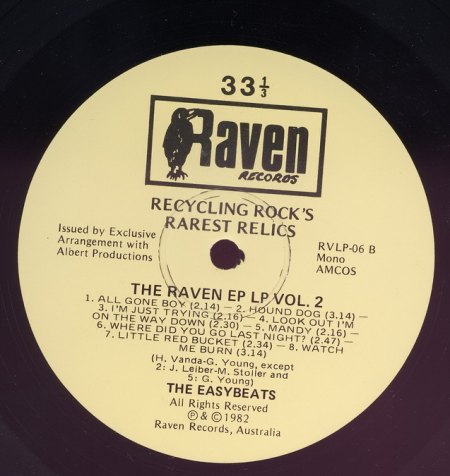 33 1/3
Raven
RECORDS
RECYCLING ROCK'S
RAREST RELICS
Issued by Exclusive
Arrangement with
Albert Productions
RVLP-06 B
Mono
AMCOS
THE RAVEN EP LP VOL. 2
1. ALL GONE BOY (2.14) — 2. HOUND DOG (3.14) —
3. I'M JUST TRYING (2.16) — 4. LOOK OUT I'M
ON THE WAY DOWN (2.30) — 5. MANDY (2.16) —
6. WHERE DID YOU GO LAST NIGHT? (2.47) —
7. LITTLE RED BUCKET (2.34) — 8. WATCH
ME BURN (3.14)
(H. Vanda-G. Young, except
2: J. Leiber-M. Stoller and
5: G. Young)
THE EASYBEATS
All Rights Reserved
℗ & © 1982
Raven Records, Australia